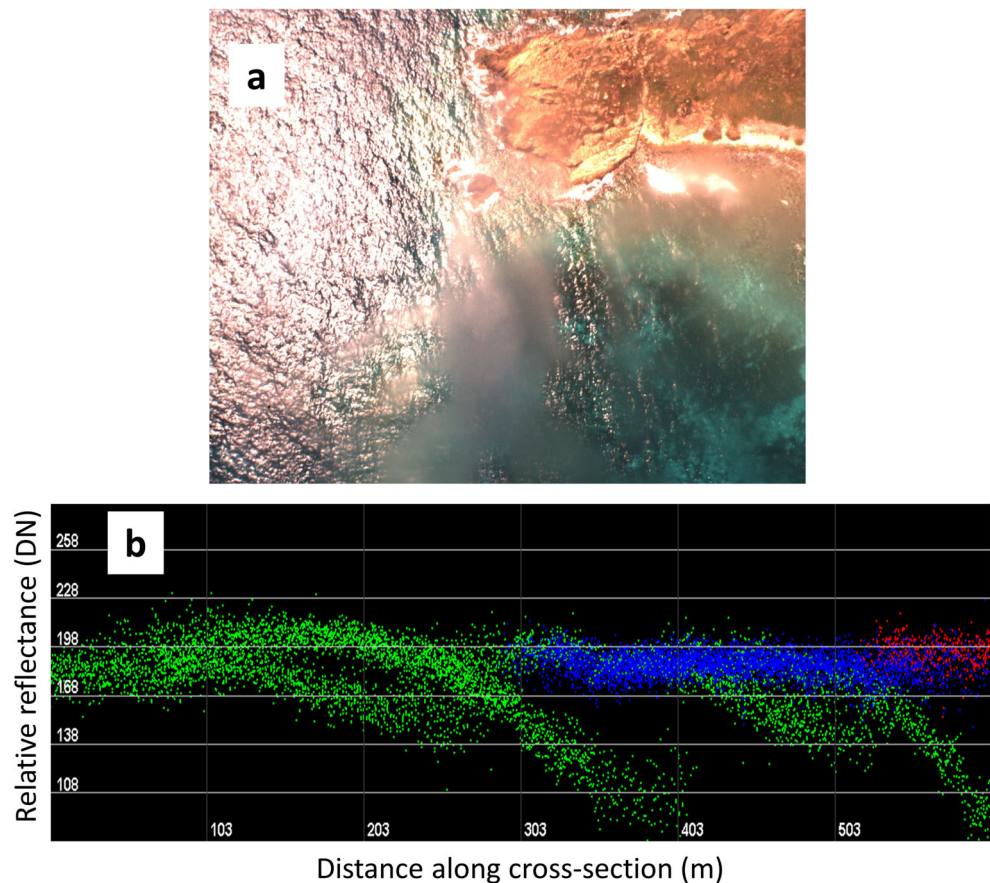 a
b
Relative reflectance (DN)
258
228
198
168
138
108
103 203 303 403 503
Distance along cross-section (m)